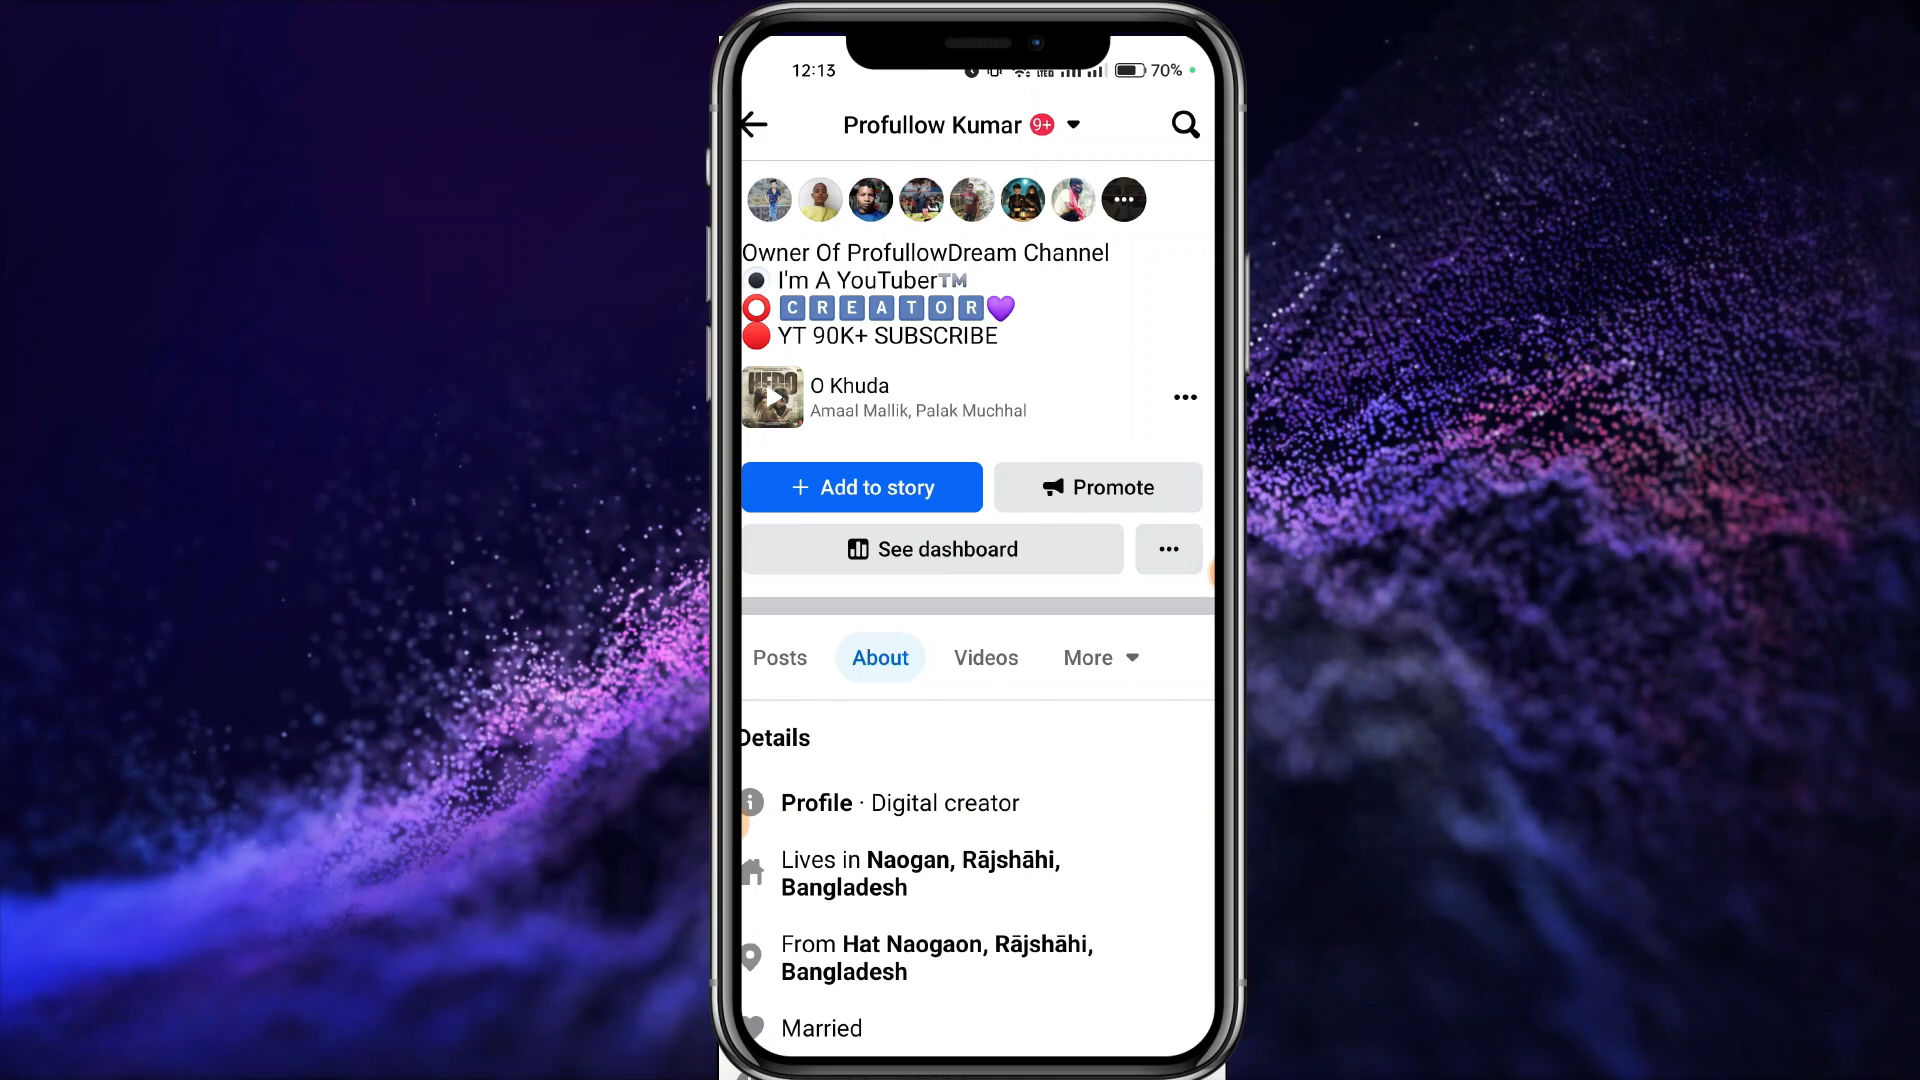 12:13
70%
Profullow Kumar 9+
Owner Of ProfullowDream Channel
I'm A YouTuber™️
CREATOR
YT 90K+ SUBSCRIBE
HERO
O Khuda
Amaal Mallik, Palak Muchhal
+ Add to story
Promote
See dashboard
Posts
About
Videos
More
Details
Profile · Digital creator
Lives in Naogan, Rājshāhi,
Bangladesh
From Hat Naogaon, Rājshāhi,
Bangladesh
Married